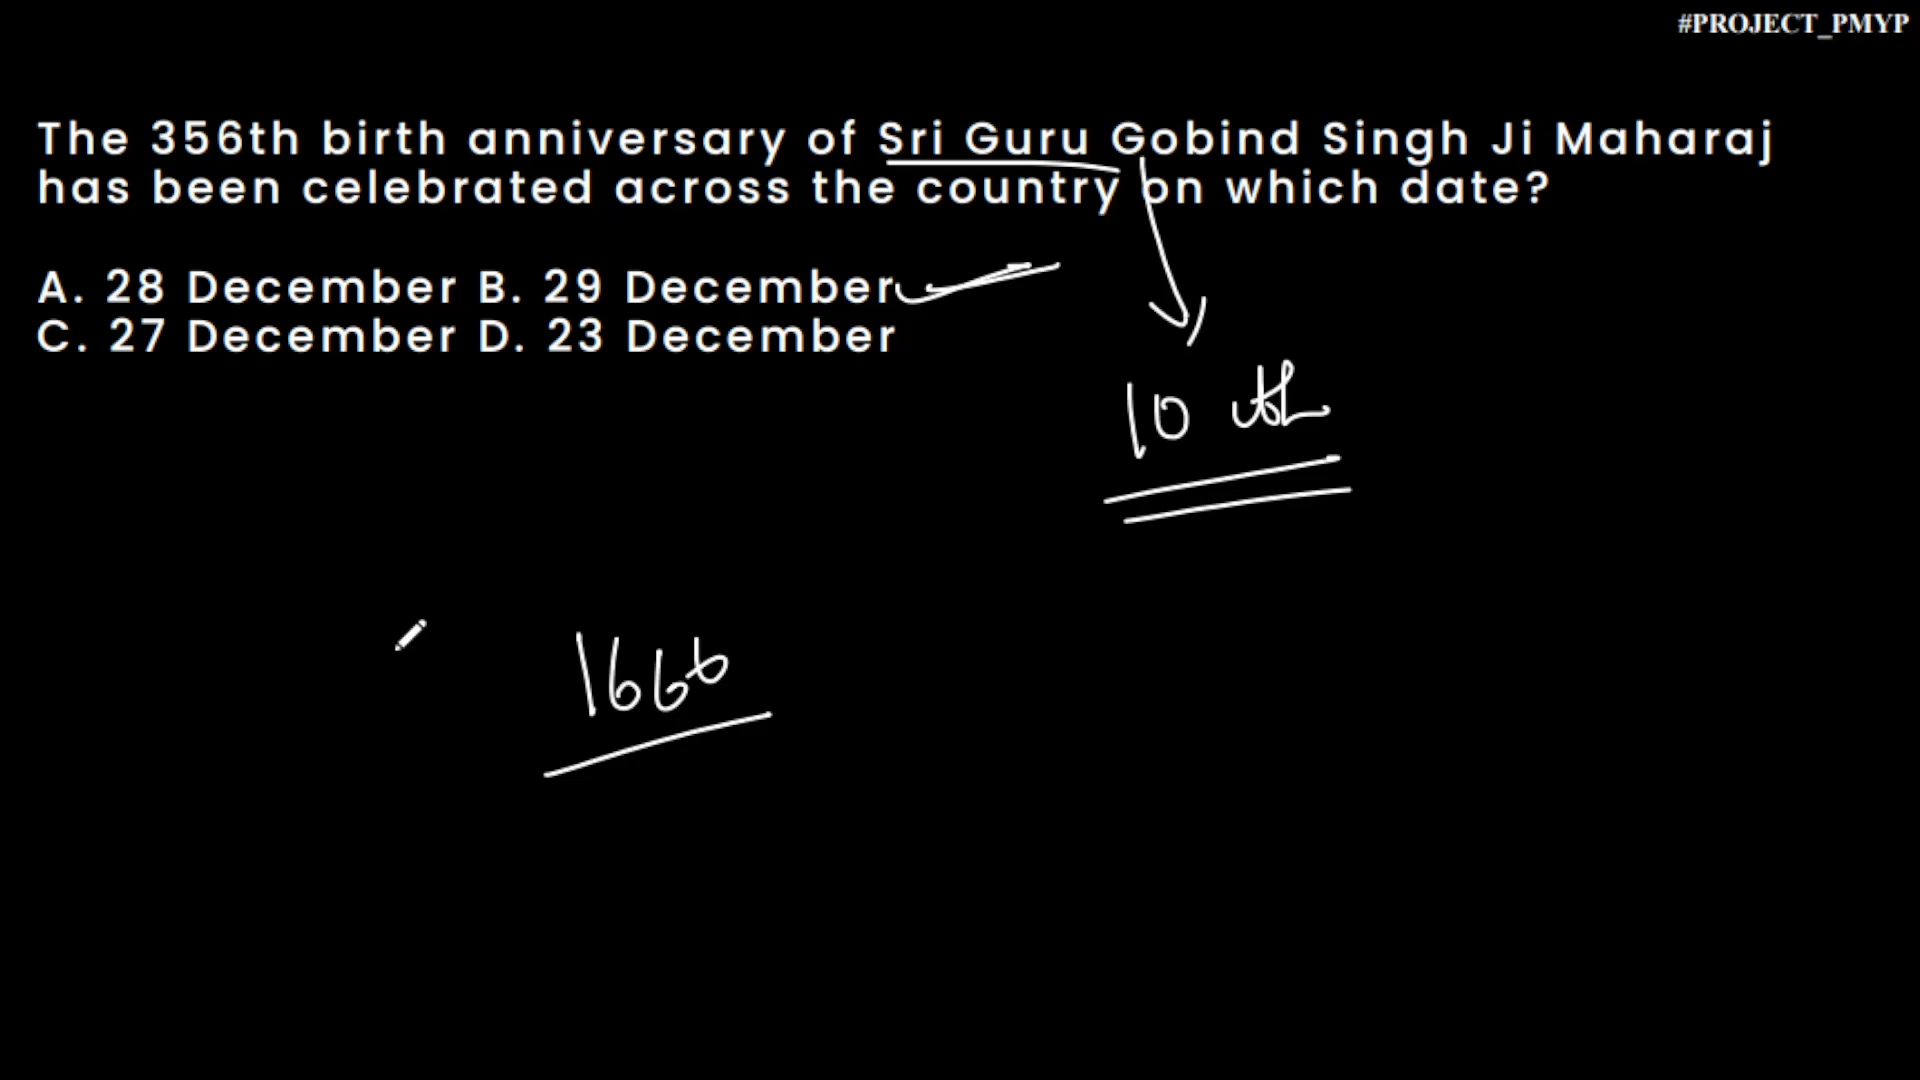 #PROJECT_PMYP
The 356th birth anniversary of Sri Guru Gobind Singh Ji Maharaj
has been celebrated across the country on which date?
A. 28 December B. 29 December
C. 27 December D. 23 December
10 th
1666